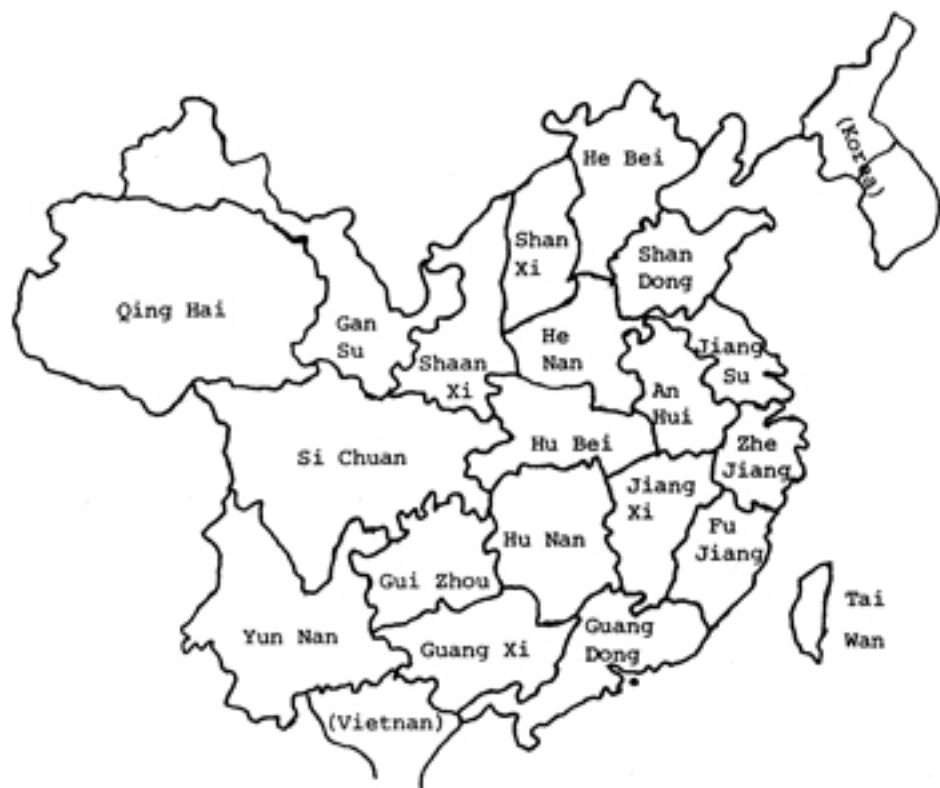 (Korea)
He Bei
Shan
Xi
Shan
Dong
Qing Hai
Gan
Su
Shaan
Xi
He
Nan
Jiang
Su
An
Hui
Si Chuan
Hu Bei
Zhe
Jiang
Jiang
Xi
Hu Nan
Fu
Jiang
Gui Zhou
Tai
Wan
Yun Nan
Guang Xi
Guang
Dong
(Vietnan)